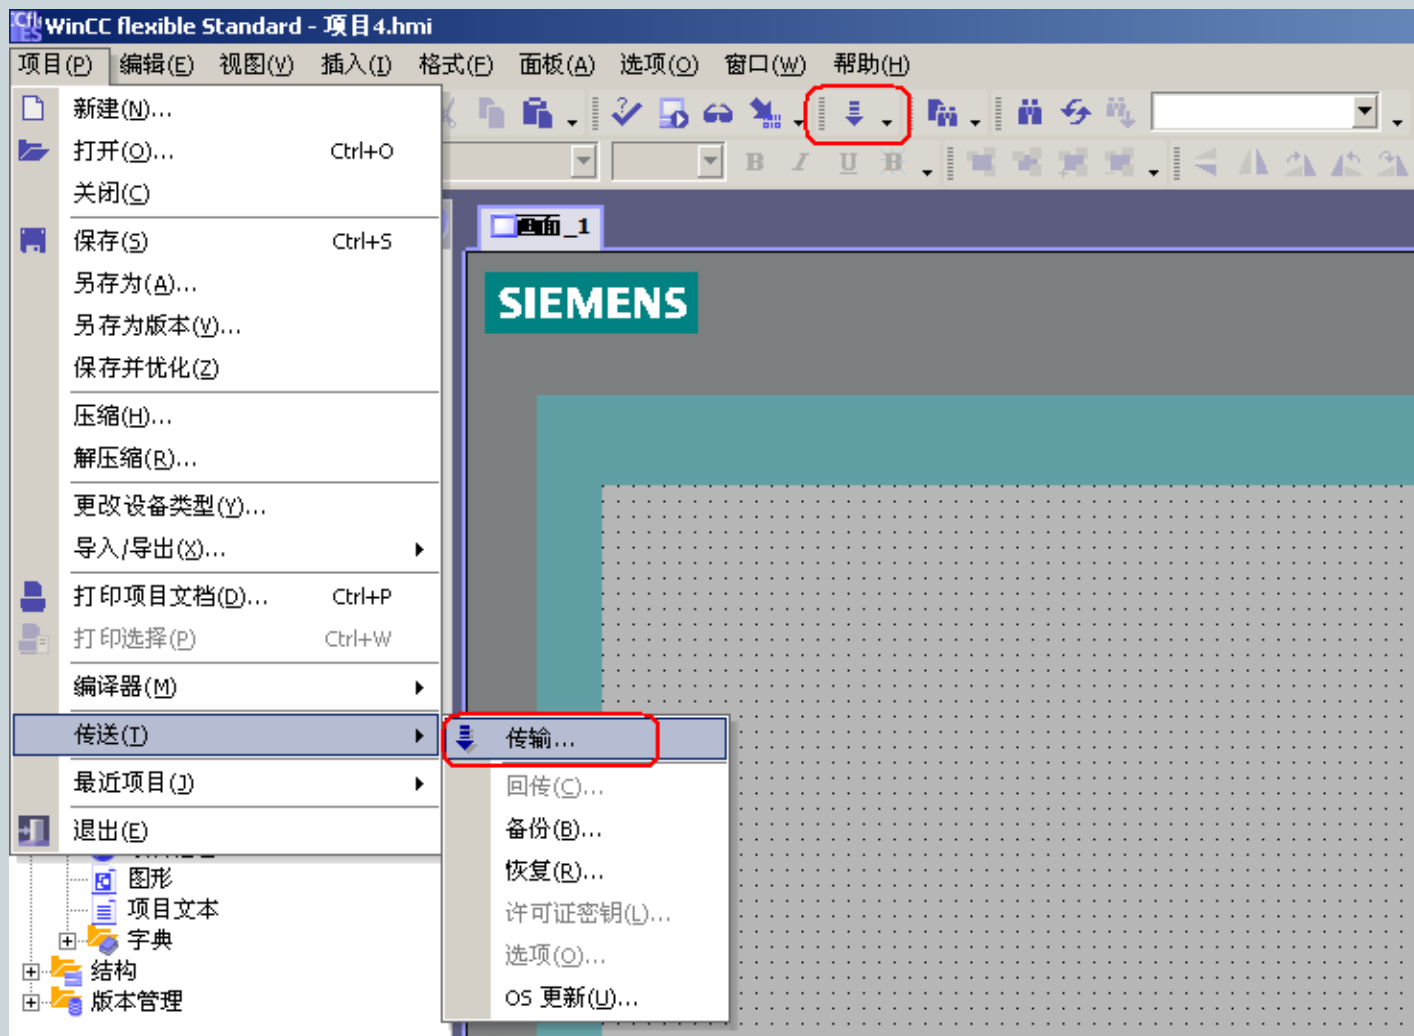 WinCC flexible Standard - 项目4.hmi
项目(P) 编辑(E) 视图(V) 插入(I) 格式(F) 面板(A) 选项(O) 窗口(W) 帮助(H)
新建(N)...
打开(O)... Ctrl+O
关闭(C)
保存(S) Ctrl+S
另存为(A)...
另存为版本(V)...
保存并优化(Z)
压缩(H)...
解压缩(R)...
更改设备类型(Y)...
导入/导出(X)...
打印项目文档(D)... Ctrl+P
打印选择(P) Ctrl+W
编译器(M)
传送(T)
最近项目(J)
退出(E)
B I U B
画面_1
SIEMENS
传输...
回传(C)...
备份(B)...
恢复(R)...
许可证密钥(L)...
选项(O)...
OS 更新(U)...
图形
项目文本
字典
结构
版本管理